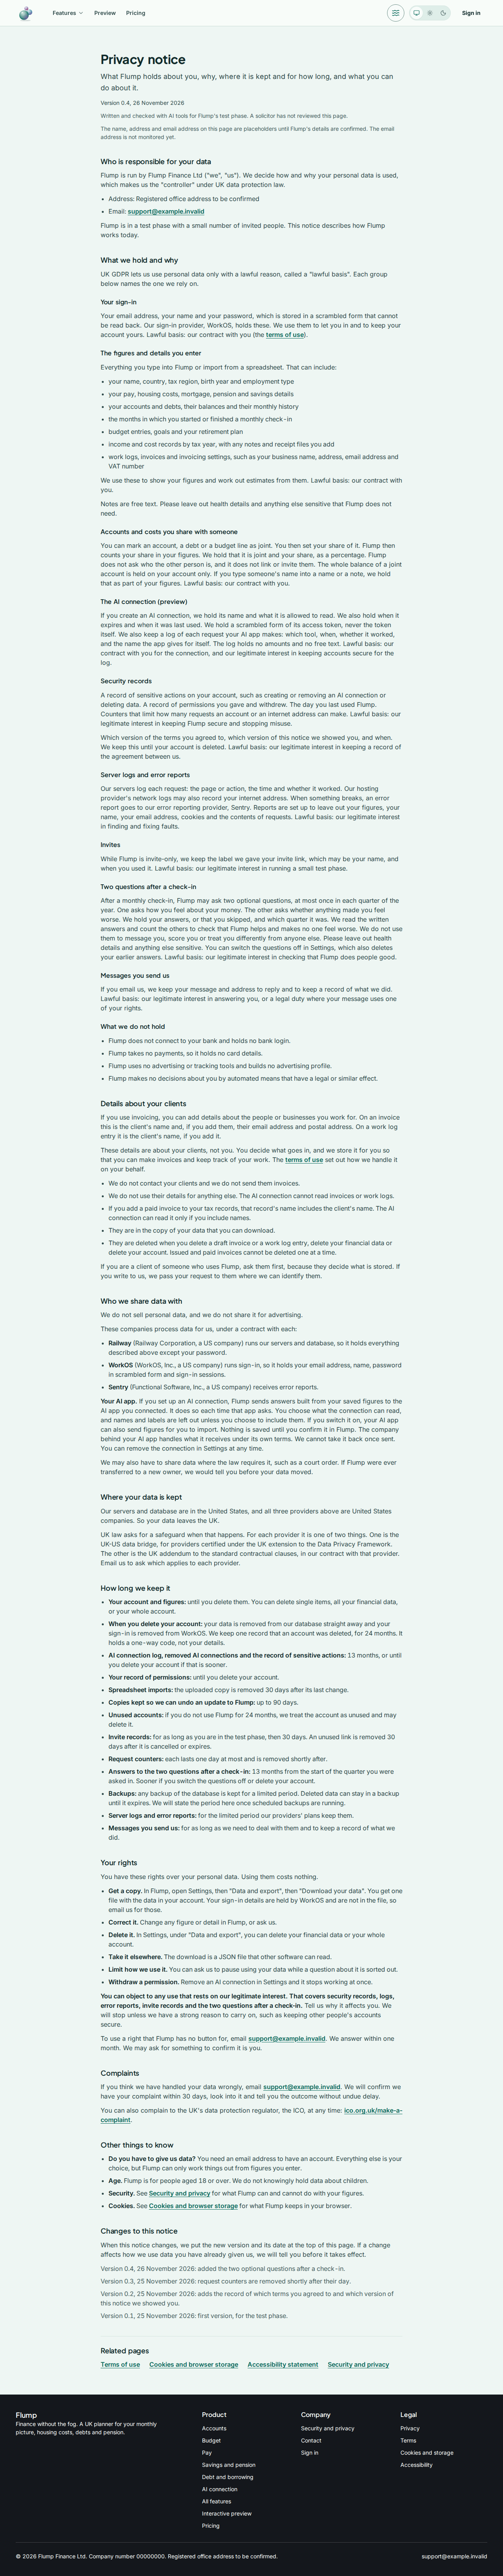 Features
Preview
Pricing
Sign in
Privacy notice
What Flump holds about you, why, where it is kept and for how long, and what you can
do about it.
Version 0.4, 26 November 2026
Written and checked with AI tools for Flump's test phase. A solicitor has not reviewed this page.
The name, address and email address on this page are placeholders until Flump's details are confirmed. The email
address is not monitored yet.
Who is responsible for your data
Flump is run by Flump Finance Ltd ("we", "us"). We decide how and why your personal data is used,
which makes us the "controller" under UK data protection law.
• Address: Registered office address to be confirmed
• Email: support@example.invalid
Flump is in a test phase with a small number of invited people. This notice describes how Flump
works today.
What we hold and why
UK GDPR lets us use personal data only with a lawful reason, called a "lawful basis". Each group
below names the one we rely on.
Your sign-in
Your email address, your name and your password, which is stored in a scrambled form that cannot
be read back. Our sign-in provider, WorkOS, holds these. We use them to let you in and to keep your
account yours. Lawful basis: our contract with you (the terms of use).
The figures and details you enter
Everything you type into Flump or import from a spreadsheet. That can include:
• your name, country, tax region, birth year and employment type
• your pay, housing costs, mortgage, pension and savings details
• your accounts and debts, their balances and their monthly history
• the months in which you started or finished a monthly check-in
• budget entries, goals and your retirement plan
• income and cost records by tax year, with any notes and receipt files you add
• work logs, invoices and invoicing settings, such as your business name, address, email address and
VAT number
We use these to show your figures and work out estimates from them. Lawful basis: our contract with
you.
Notes are free text. Please leave out health details and anything else sensitive that Flump does not
need.
Accounts and costs you share with someone
You can mark an account, a debt or a budget line as joint. You then set your share of it. Flump then
counts your share in your figures. We hold that it is joint and your share, as a percentage. Flump
does not ask who the other person is, and it does not link or invite them. The whole balance of a joint
account is held on your account only. If you type someone's name into a name or a note, we hold
that as part of your figures. Lawful basis: our contract with you.
The AI connection (preview)
If you create an AI connection, we hold its name and what it is allowed to read. We also hold when it
expires and when it was last used. We hold a scrambled form of its access token, never the token
itself. We also keep a log of each request your AI app makes: which tool, when, whether it worked,
and the name the app gives for itself. The log holds no amounts and no free text. Lawful basis: our
contract with you for the connection, and our legitimate interest in keeping accounts secure for the
log.
Security records
A record of sensitive actions on your account, such as creating or removing an AI connection or
deleting data. A record of permissions you gave and withdrew. The day you last used Flump.
Counters that limit how many requests an account or an internet address can make. Lawful basis: our
legitimate interest in keeping Flump secure and stopping misuse.
Which version of the terms you agreed to, which version of this notice we showed you, and when.
We keep this until your account is deleted. Lawful basis: our legitimate interest in keeping a record of
the agreement between us.
Server logs and error reports
Our servers log each request: the page or action, the time and whether it worked. Our hosting
provider's network logs may also record your internet address. When something breaks, an error
report goes to our error reporting provider, Sentry. Reports are set up to leave out your figures, your
name, your email address, cookies and the contents of requests. Lawful basis: our legitimate interest
in finding and fixing faults.
Invites
While Flump is invite-only, we keep the label we gave your invite link, which may be your name, and
when you used it. Lawful basis: our legitimate interest in running a small test phase.
Two questions after a check-in
After a monthly check-in, Flump may ask two optional questions, at most once in each quarter of the
year. One asks how you feel about your money. The other asks whether anything made you feel
worse. We hold your answers, or that you skipped, and which quarter it was. We read the written
answers and count the others to check that Flump helps and makes no one feel worse. We do not use
them to message you, score you or treat you differently from anyone else. Please leave out health
details and anything else sensitive. You can switch the questions off in Settings, which also deletes
your earlier answers. Lawful basis: our legitimate interest in checking that Flump does people good.
Messages you send us
If you email us, we keep your message and address to reply and to keep a record of what we did.
Lawful basis: our legitimate interest in answering you, or a legal duty where your message uses one
of your rights.
What we do not hold
• Flump does not connect to your bank and holds no bank login.
• Flump takes no payments, so it holds no card details.
• Flump uses no advertising or tracking tools and builds no advertising profile.
• Flump makes no decisions about you by automated means that have a legal or similar effect.
Details about your clients
If you use invoicing, you can add details about the people or businesses you work for. On an invoice
this is the client's name and, if you add them, their email address and postal address. On a work log
entry it is the client's name, if you add it.
These details are about your clients, not you. You decide what goes in, and we store it for you so
that you can make invoices and keep track of your work. The terms of use set out how we handle it
on your behalf.
• We do not contact your clients and we do not send them invoices.
• We do not use their details for anything else. The AI connection cannot read invoices or work logs.
• If you add a paid invoice to your tax records, that record's name includes the client's name. The AI
connection can read it only if you include names.
• They are in the copy of your data that you can download.
• They are deleted when you delete a draft invoice or a work log entry, delete your financial data or
delete your account. Issued and paid invoices cannot be deleted one at a time.
If you are a client of someone who uses Flump, ask them first, because they decide what is stored. If
you write to us, we pass your request to them where we can identify them.
Who we share data with
We do not sell personal data, and we do not share it for advertising.
These companies process data for us, under a contract with each:
• Railway (Railway Corporation, a US company) runs our servers and database, so it holds everything
described above except your password.
• WorkOS (WorkOS, Inc., a US company) runs sign-in, so it holds your email address, name, password
in scrambled form and sign-in sessions.
• Sentry (Functional Software, Inc., a US company) receives error reports.
Your AI app. If you set up an AI connection, Flump sends answers built from your saved figures to the
AI app you connected. It does so each time that app asks. You choose what the connection can read,
and names and labels are left out unless you choose to include them. If you switch it on, your AI app
can also send figures for you to import. Nothing is saved until you confirm it in Flump. The company
behind your AI app handles what it receives under its own terms. We cannot take it back once sent.
You can remove the connection in Settings at any time.
We may also have to share data where the law requires it, such as a court order. If Flump were ever
transferred to a new owner, we would tell you before your data moved.
Where your data is kept
Our servers and database are in the United States, and all three providers above are United States
companies. So your data leaves the UK.
UK law asks for a safeguard when that happens. For each provider it is one of two things. One is the
UK-US data bridge, for providers certified under the UK extension to the Data Privacy Framework.
The other is the UK addendum to the standard contractual clauses, in our contract with that provider.
Email us to ask which applies to each provider.
How long we keep it
• Your account and figures: until you delete them. You can delete single items, all your financial data,
or your whole account.
• When you delete your account: your data is removed from our database straight away and your
sign-in is removed from WorkOS. We keep one record that an account was deleted, for 24 months. It
holds a one-way code, not your details.
• AI connection log, removed AI connections and the record of sensitive actions: 13 months, or until
you delete your account if that is sooner.
• Your record of permissions: until you delete your account.
• Spreadsheet imports: the uploaded copy is removed 30 days after its last change.
• Copies kept so we can undo an update to Flump: up to 90 days.
• Unused accounts: if you do not use Flump for 24 months, we treat the account as unused and may
delete it.
• Invite records: for as long as you are in the test phase, then 30 days. An unused link is removed 30
days after it is cancelled or expires.
• Request counters: each lasts one day at most and is removed shortly after.
• Answers to the two questions after a check-in: 13 months from the start of the quarter you were
asked in. Sooner if you switch the questions off or delete your account.
• Backups: any backup of the database is kept for a limited period. Deleted data can stay in a backup
until it expires. We will state the period here once scheduled backups are running.
• Server logs and error reports: for the limited period our providers' plans keep them.
• Messages you send us: for as long as we need to deal with them and to keep a record of what we
did.
Your rights
You have these rights over your personal data. Using them costs nothing.
• Get a copy. In Flump, open Settings, then "Data and export", then "Download your data". You get one
file with the data in your account. Your sign-in details are held by WorkOS and are not in the file, so
email us for those.
• Correct it. Change any figure or detail in Flump, or ask us.
• Delete it. In Settings, under "Data and export", you can delete your financial data or your whole
account.
• Take it elsewhere. The download is a JSON file that other software can read.
• Limit how we use it. You can ask us to pause using your data while a question about it is sorted out.
• Withdraw a permission. Remove an AI connection in Settings and it stops working at once.
You can object to any use that rests on our legitimate interest. That covers security records, logs,
error reports, invite records and the two questions after a check-in. Tell us why it affects you. We
will stop unless we have a strong reason to carry on, such as keeping other people's accounts
secure.
To use a right that Flump has no button for, email support@example.invalid. We answer within one
month. We may ask for something to confirm it is you.
Complaints
If you think we have handled your data wrongly, email support@example.invalid. We will confirm we
have your complaint within 30 days, look into it and tell you the outcome without undue delay.
You can also complain to the UK's data protection regulator, the ICO, at any time: ico.org.uk/make-a-
complaint.
Other things to know
• Do you have to give us data? You need an email address to have an account. Everything else is your
choice, but Flump can only work things out from figures you enter.
• Age. Flump is for people aged 18 or over. We do not knowingly hold data about children.
• Security. See Security and privacy for what Flump can and cannot do with your figures.
• Cookies. See Cookies and browser storage for what Flump keeps in your browser.
Changes to this notice
When this notice changes, we put the new version and its date at the top of this page. If a change
affects how we use data you have already given us, we will tell you before it takes effect.
Version 0.4, 26 November 2026: added the two optional questions after a check-in.
Version 0.3, 25 November 2026: request counters are removed shortly after their day.
Version 0.2, 25 November 2026: adds the record of which terms you agreed to and which version of
this notice we showed you.
Version 0.1, 25 November 2026: first version, for the test phase.
Related pages
Terms of use
Cookies and browser storage
Accessibility statement
Security and privacy
Flump
Finance without the fog. A UK planner for your monthly
picture, housing costs, debts and pension.
Product
Accounts
Budget
Pay
Savings and pension
Debt and borrowing
AI connection
All features
Interactive preview
Pricing
Company
Security and privacy
Contact
Sign in
Legal
Privacy
Terms
Cookies and storage
Accessibility
© 2026 Flump Finance Ltd. Company number 00000000. Registered office address to be confirmed.
support@example.invalid